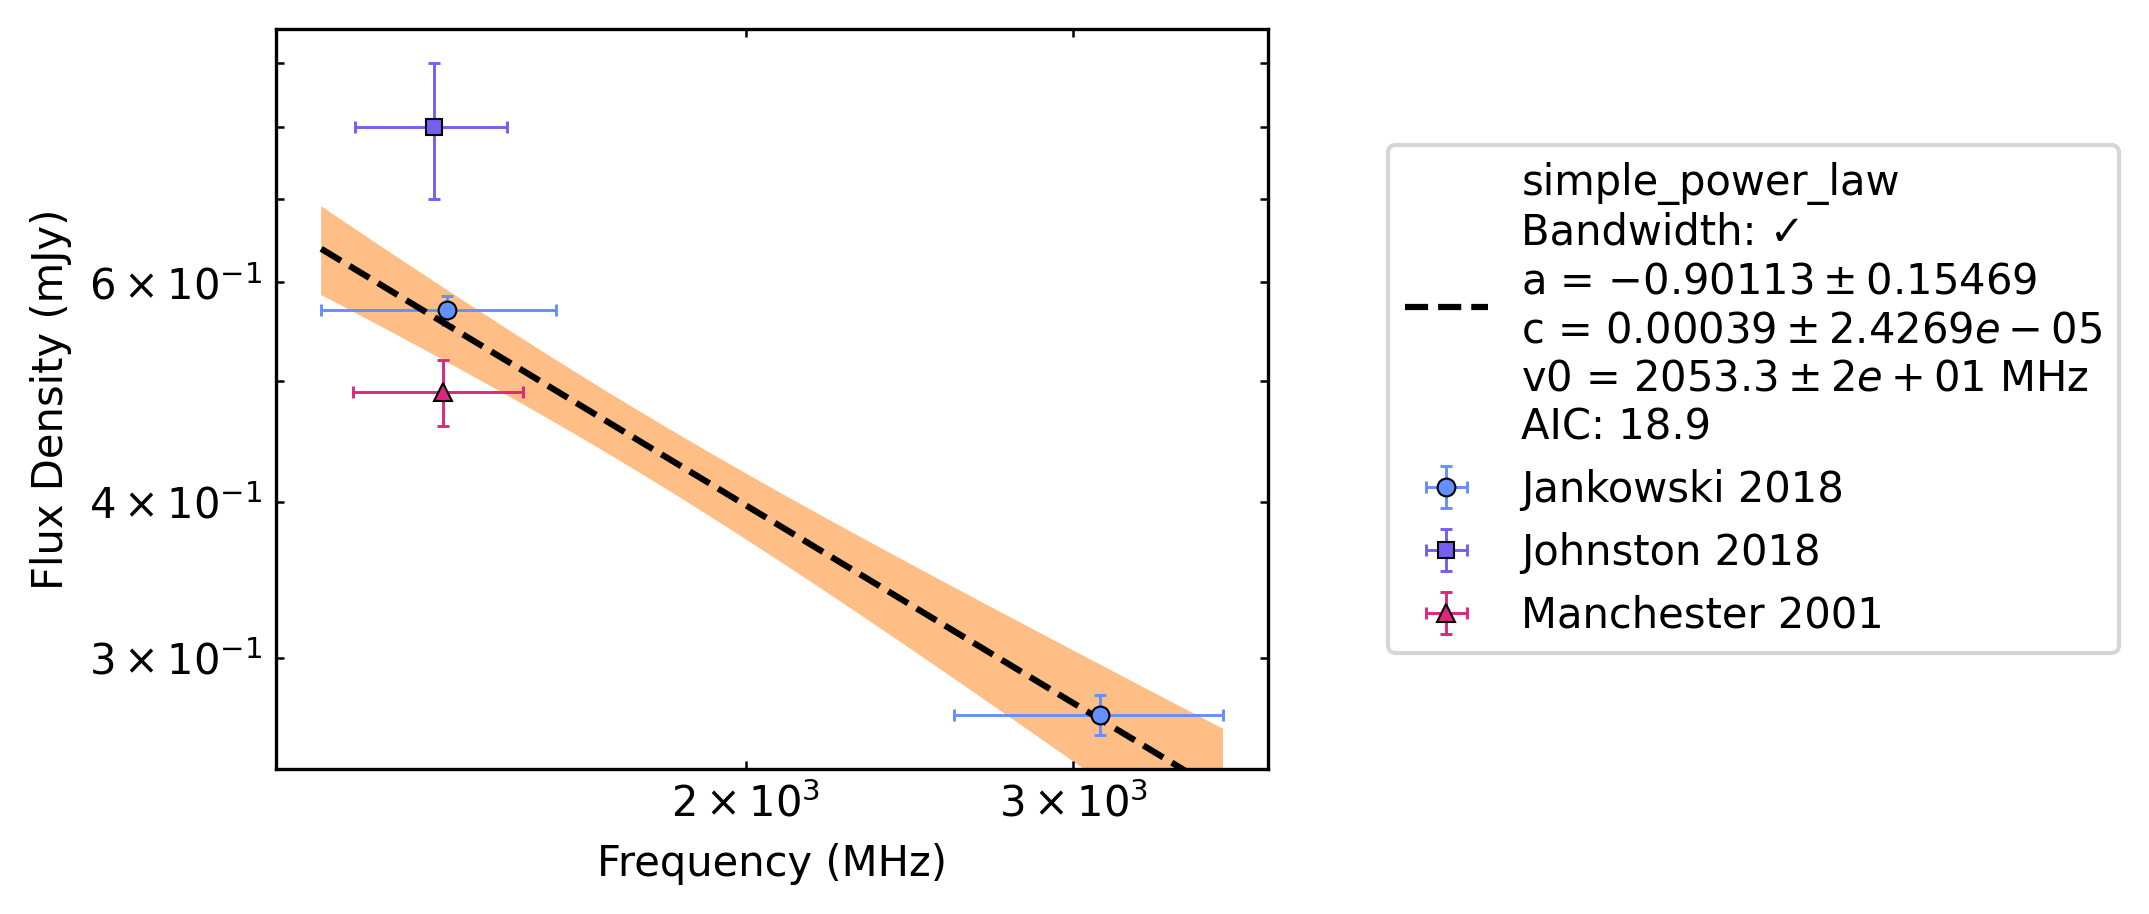 Flux Density (mJy)
6 × 10⁻¹
4 × 10⁻¹
3 × 10⁻¹
2 × 10³
3 × 10³
Frequency (MHz)
simple_power_law
Bandwidth: ✓
a = −0.90113 ± 0.15469
c = 0.00039 ± 2.4269e − 05
v0 = 2053.3 ± 2e + 01 MHz
AIC: 18.9
Jankowski 2018
Johnston 2018
Manchester 2001